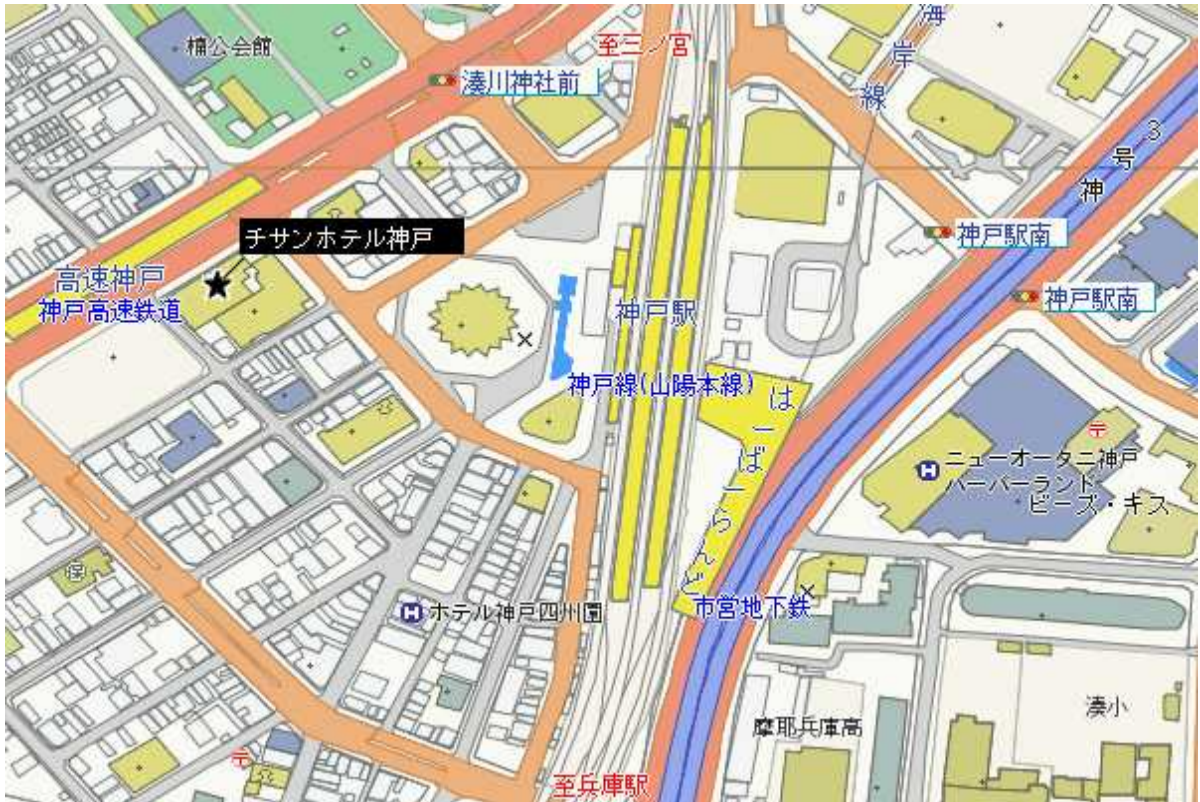 海岸線
楠公会館
至三ノ宮
湊川神社前
3号神
チサンホテル神戸
神戸駅南
高速神戸
神戸高速鉄道
神戸駅
神戸駅南
神戸線(山陽本線)
はーばーらんど
〒
H
ニューオータニ神戸
ハーバーランド
ビーズ・キス
保
H ホテル神戸四州園
市営地下鉄
湊小
摩耶兵庫高
〒
至兵庫駅